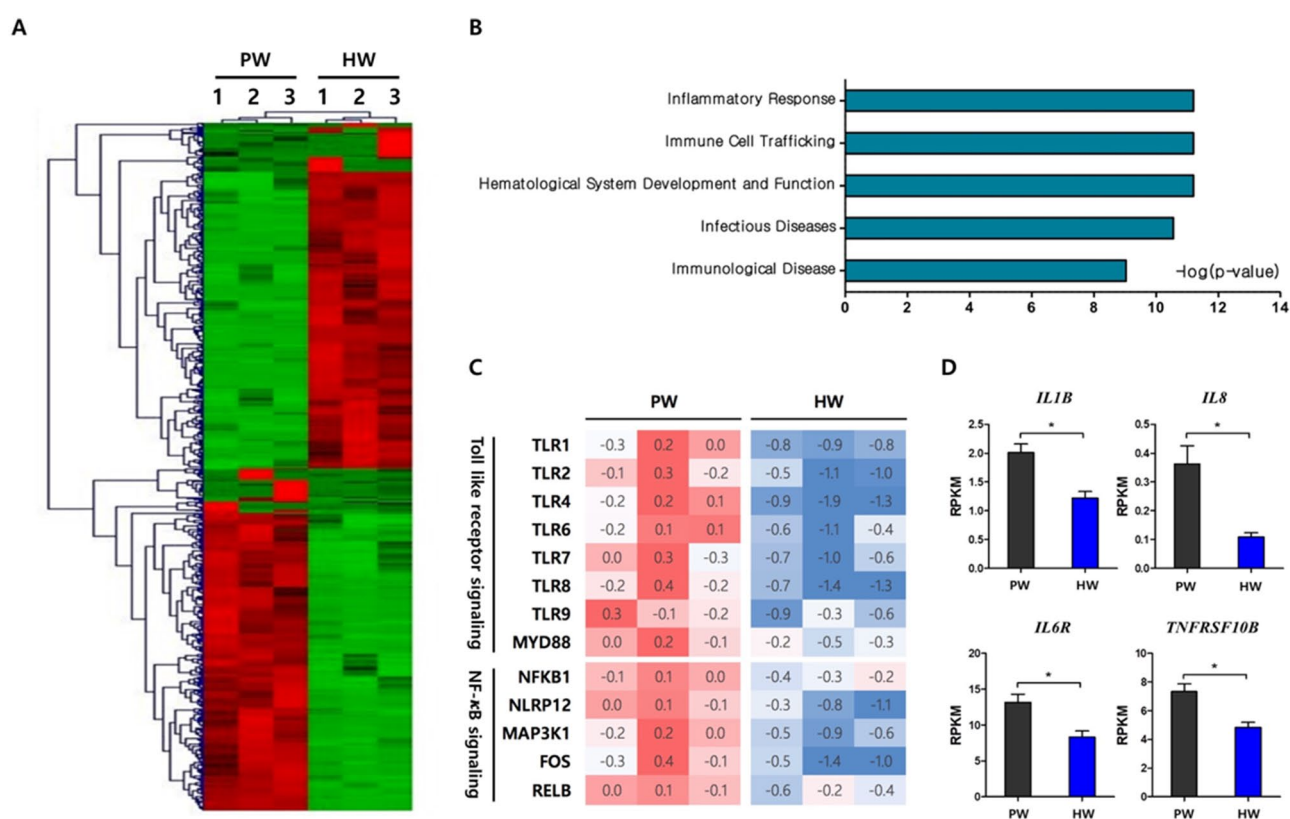 A
PW HW
1 2 3 1 2 3
B
Inflammatory Response
Immune Cell Trafficking
Hematological System Development and Function
Infectious Diseases
Immunological Disease
-log(p-value)
0 2 4 6 8 10 12 14
C
PW HW
Toll like receptor signaling
TLR1 -0.3 0.2 0.0 -0.8 -0.9 -0.8
TLR2 -0.1 0.3 -0.2 -0.5 -1.1 -1.0
TLR4 -0.2 0.2 0.1 -0.9 -1.9 -1.3
TLR6 -0.2 0.1 0.1 -0.6 -1.1 -0.4
TLR7 0.0 0.3 -0.3 -0.7 -1.0 -0.6
TLR8 -0.2 0.4 -0.2 -0.7 -1.4 -1.3
TLR9 0.3 -0.1 -0.2 -0.9 -0.3 -0.6
MYD88 0.0 0.2 -0.1 -0.2 -0.5 -0.3
NF-κB signaling
NFKB1 -0.1 0.1 0.0 -0.4 -0.3 -0.2
NLRP12 0.0 0.1 -0.1 -0.3 -0.8 -1.1
MAP3K1 -0.2 0.2 0.0 -0.5 -0.9 -0.6
FOS -0.3 0.4 -0.1 -0.5 -1.4 -1.0
RELB 0.0 0.1 -0.1 -0.6 -0.2 -0.4
D
IL1B
*
RPKM
2.5
2.0
1.5
1.0
0.5
0.0
PW HW
IL8
*
RPKM
0.5
0.4
0.3
0.2
0.1
0.0
PW HW
IL6R
*
RPKM
20
15
10
5
0
PW HW
TNFRSF10B
*
RPKM
10
8
6
4
2
0
PW HW